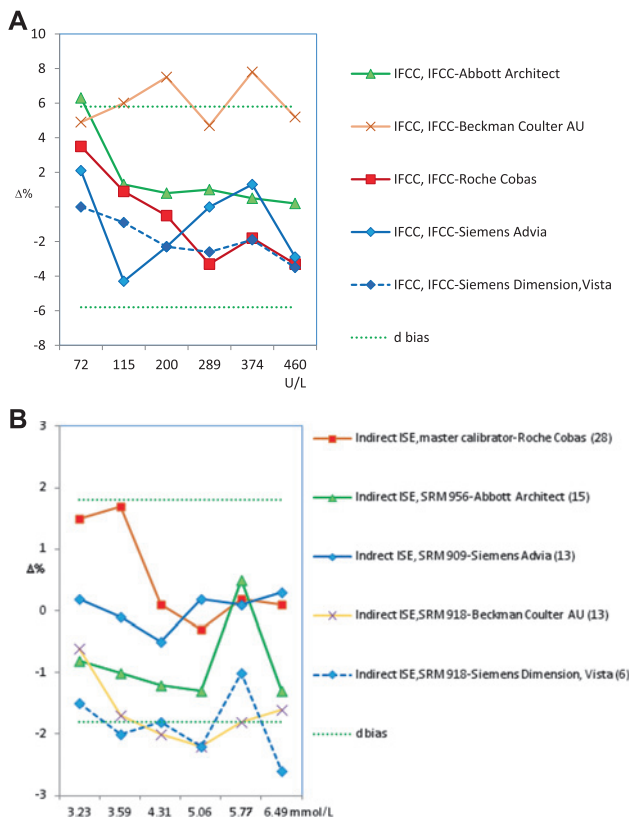 A
10
8
6
4
2
Δ%
-2
-4
-6
-8
72 115 200 289 374 460
U/L
IFCC, IFCC-Abbott Architect
IFCC, IFCC-Beckman Coulter AU
IFCC, IFCC-Roche Cobas
IFCC, IFCC-Siemens Advia
IFCC, IFCC-Siemens Dimension,Vista
d bias
B
3
2
1
Δ%
0
-1
-2
-3
3.23 3.59 4.31 5.06 5.77 6.49 mmol/L
Indirect ISE,master calibrator-Roche Cobas (28)
Indirect ISE, SRM 956-Abbott Architect (15)
Indrect ISE, SRM 909-Siemens Advia (13)
Indirect ISE, SRM 918-Beckman Coulter AU (13)
Indirect ISE,SRM 918-Siemens Dimension, Vista (6)
d bias